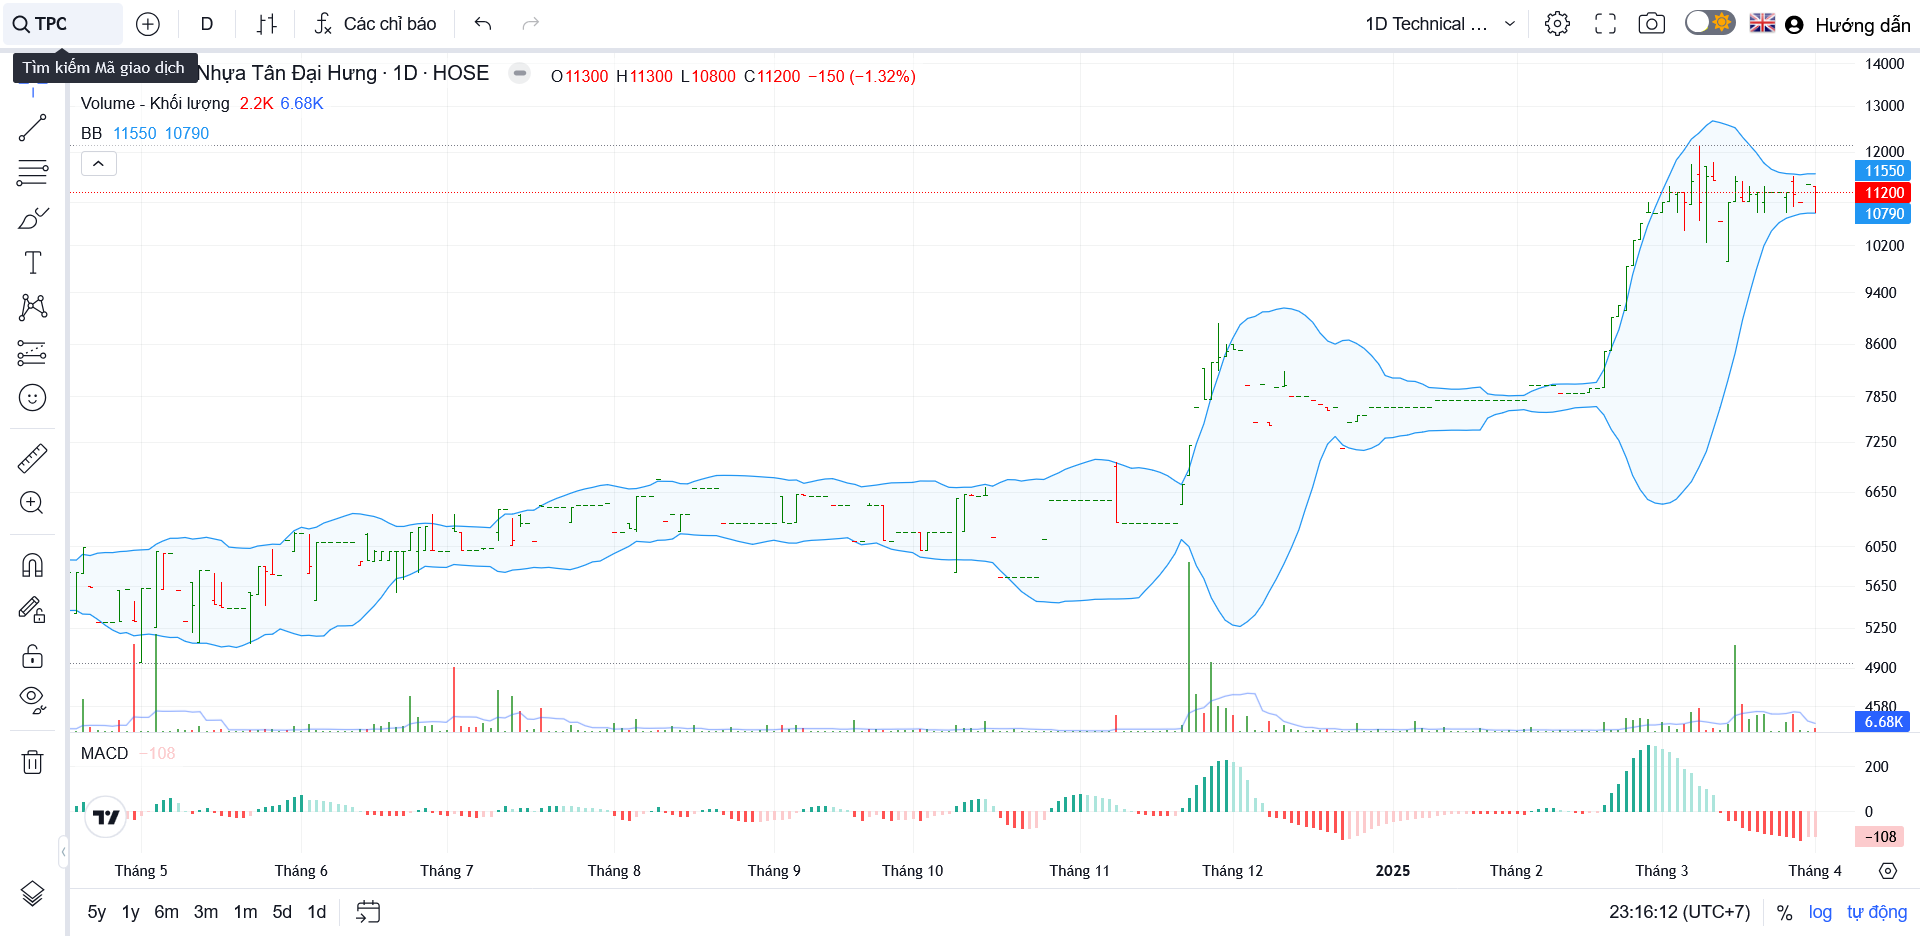 TPC
D
Các chỉ báo
1D Technical ...
Hướng dẫn
Tìm kiếm Mã giao dịch
Nhựa Tân Đại Hưng · 1D · HOSE
O11300 H11300 L10800 C11200 −150 (−1.32%)
Volume - Khối lượng 2.2K 6.68K
BB 11550 10790
14000
13000
12000
11550
11200
10790
10200
9400
8600
7850
7250
6650
6050
5650
5250
4900
4580
6.68K
MACD −108
200
0
−108
Tháng 5 Tháng 6 Tháng 7 Tháng 8 Tháng 9 Tháng 10 Tháng 11 Tháng 12 2025 Tháng 2 Tháng 3 Tháng 4
5y 1y 6m 3m 1m 5d 1d
23:16:12 (UTC+7) % log tự động